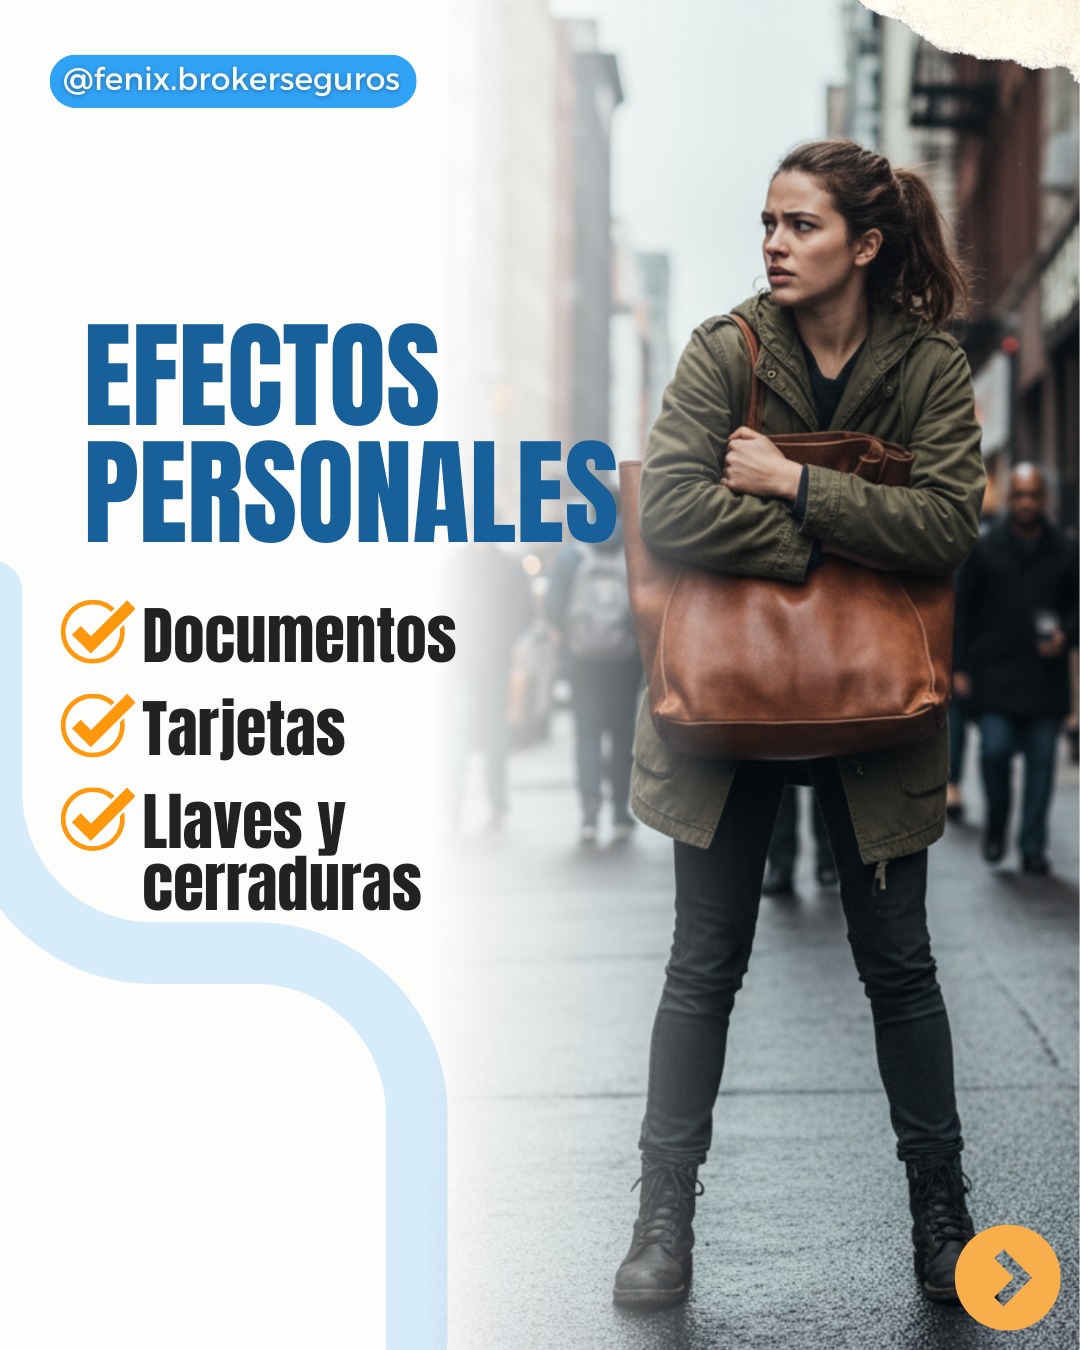 @fenix.brokerseguros
EFECTOS
PERSONALES
Documentos
Tarjetas
Llaves y
cerraduras